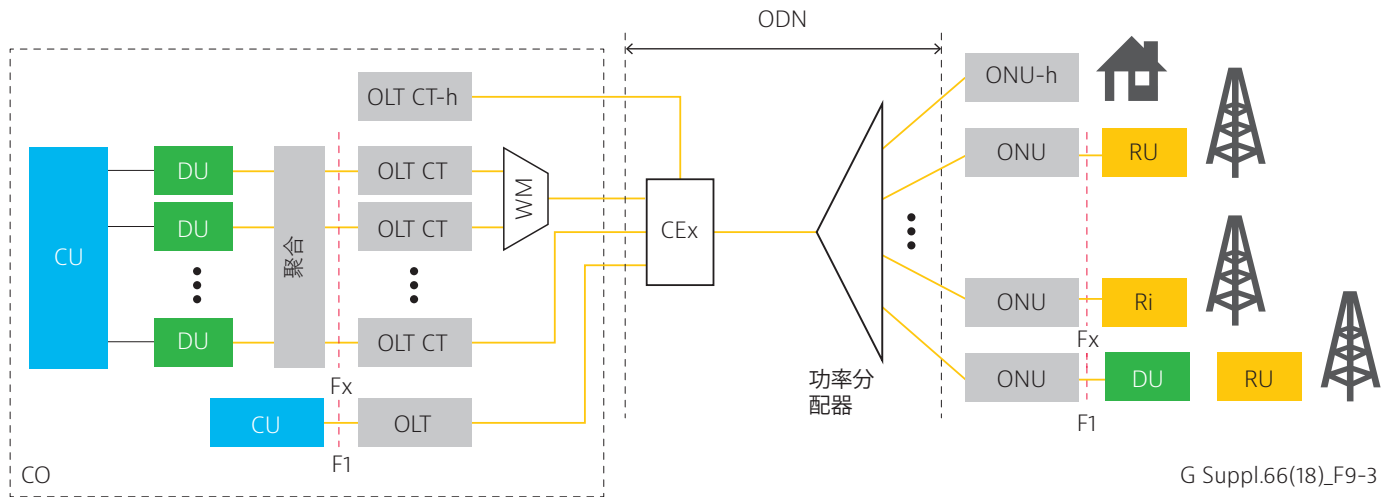 ODN
OLT CT-h
ONU-h
CU
DU
OLT CT
WM
ONU
RU
DU
OLT CT
CEx
聚合
DU
OLT CT
ONU
Ri
Fx
Fx
功率分
配器
ONU
DU
RU
CU
OLT
F1
F1
CO
G Suppl.66(18)_F9-3